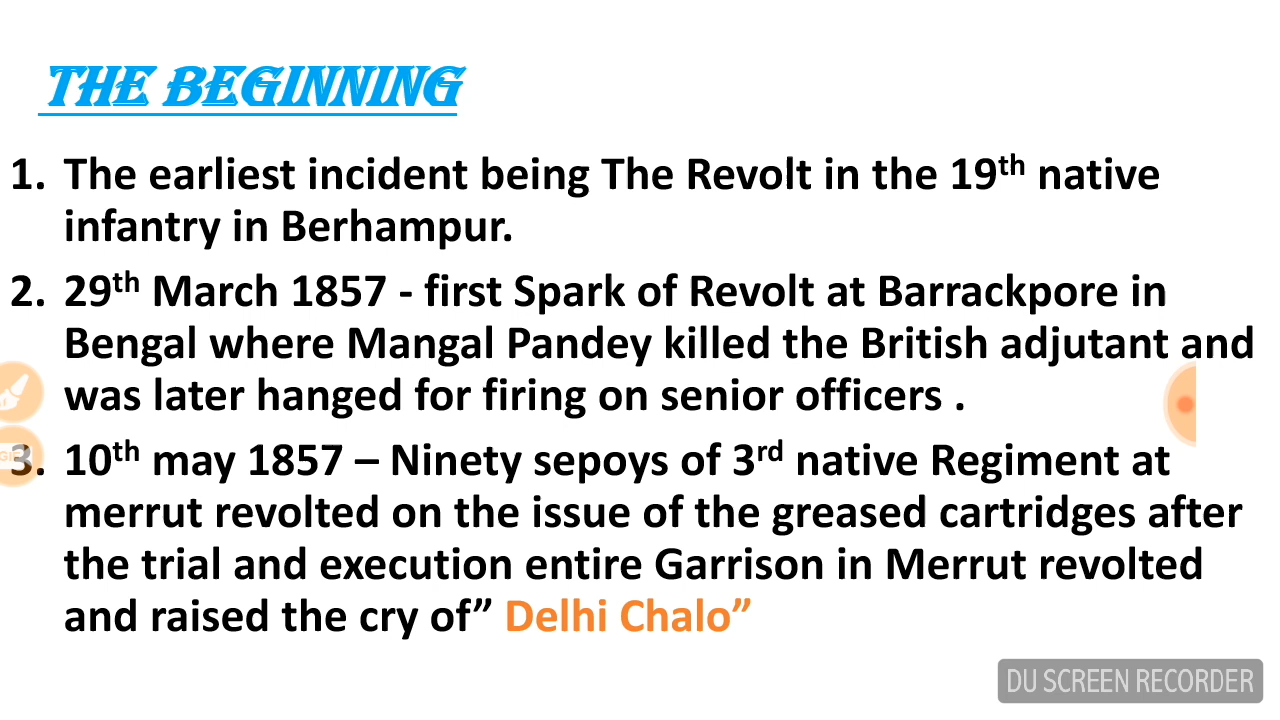 THE BEGINNING
1. The earliest incident being The Revolt in the 19th native
infantry in Berhampur.
2. 29th March 1857 - first Spark of Revolt at Barrackpore in
Bengal where Mangal Pandey killed the British adjutant and
was later hanged for firing on senior officers .
3. 10th may 1857 – Ninety sepoys of 3rd native Regiment at
merrut revolted on the issue of the greased cartridges after
the trial and execution entire Garrison in Merrut revolted
and raised the cry of” Delhi Chalo”
DU SCREEN RECORDER